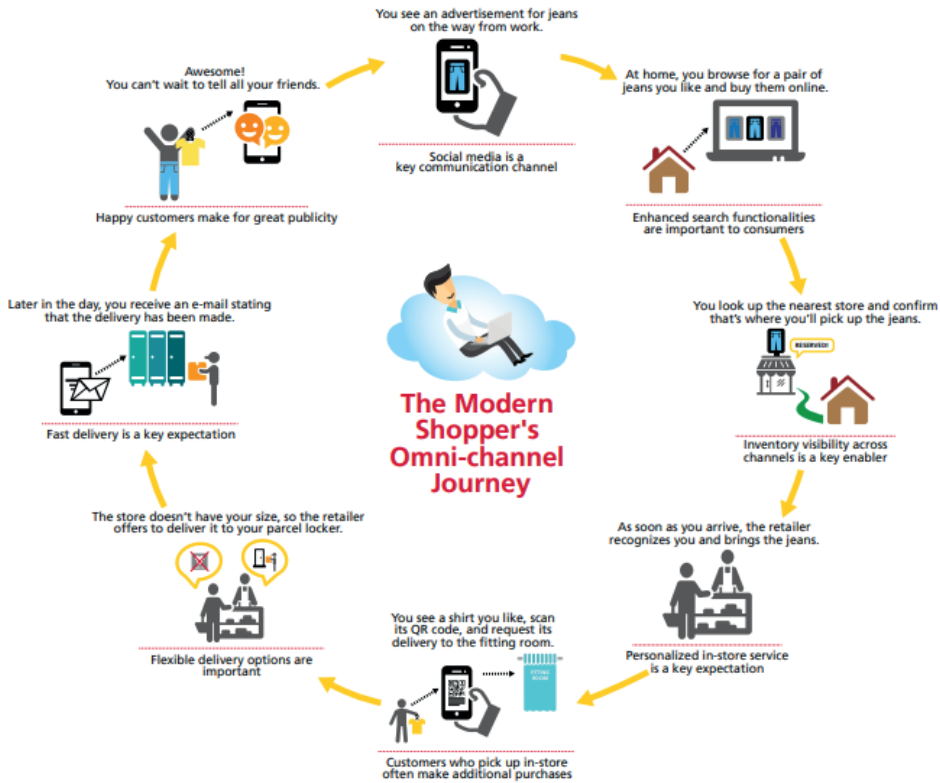 You see an advertisement for jeans
on the way from work.
Social media is a
key communication channel
At home, you browse for a pair of
jeans you like and buy them online.
Enhanced search functionalities
are important to consumers
You look up the nearest store and confirm
that's where you'll pick up the jeans.
RESERVED!
Inventory visibility across
channels is a key enabler
As soon as you arrive, the retailer
recognizes you and brings the jeans.
Personalized in-store service
is a key expectation
You see a shirt you like, scan
its QR code, and request its
delivery to the fitting room.
FITTING
ROOM
Customers who pick up in-store
often make additional purchases
The store doesn't have your size, so the retailer
offers to deliver it to your parcel locker.
Flexible delivery options are
important
Later in the day, you receive an e-mail stating
that the delivery has been made.
Fast delivery is a key expectation
Awesome!
You can't wait to tell all your friends.
Happy customers make for great publicity
The Modern
Shopper's
Omni-channel
Journey